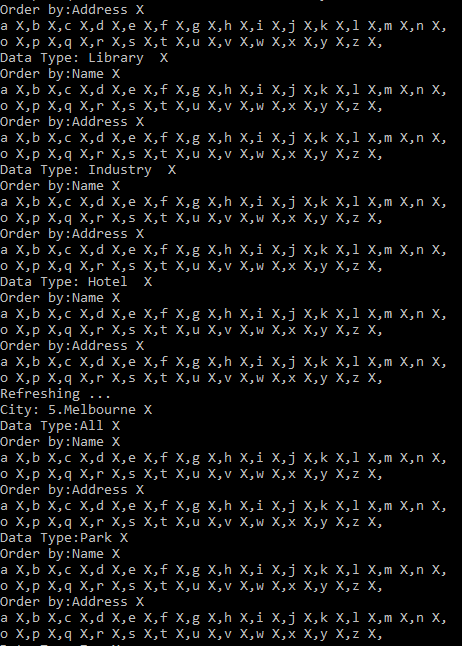 Order by:Address X
a X,b X,c X,d X,e X,f X,g X,h X,i X,j X,k X,l X,m X,n X,
o X,p X,q X,r X,s X,t X,u X,v X,w X,x X,y X,z X,
Data Type: Library  X
Order by:Name X
a X,b X,c X,d X,e X,f X,g X,h X,i X,j X,k X,l X,m X,n X,
o X,p X,q X,r X,s X,t X,u X,v X,w X,x X,y X,z X,
Order by:Address X
a X,b X,c X,d X,e X,f X,g X,h X,i X,j X,k X,l X,m X,n X,
o X,p X,q X,r X,s X,t X,u X,v X,w X,x X,y X,z X,
Data Type: Industry  X
Order by:Name X
a X,b X,c X,d X,e X,f X,g X,h X,i X,j X,k X,l X,m X,n X,
o X,p X,q X,r X,s X,t X,u X,v X,w X,x X,y X,z X,
Order by:Address X
a X,b X,c X,d X,e X,f X,g X,h X,i X,j X,k X,l X,m X,n X,
o X,p X,q X,r X,s X,t X,u X,v X,w X,x X,y X,z X,
Data Type: Hotel  X
Order by:Name X
a X,b X,c X,d X,e X,f X,g X,h X,i X,j X,k X,l X,m X,n X,
o X,p X,q X,r X,s X,t X,u X,v X,w X,x X,y X,z X,
Order by:Address X
a X,b X,c X,d X,e X,f X,g X,h X,i X,j X,k X,l X,m X,n X,
o X,p X,q X,r X,s X,t X,u X,v X,w X,x X,y X,z X,
Refreshing ...
City: 5.Melbourne X
Data Type:All X
Order by:Name X
a X,b X,c X,d X,e X,f X,g X,h X,i X,j X,k X,l X,m X,n X,
o X,p X,q X,r X,s X,t X,u X,v X,w X,x X,y X,z X,
Order by:Address X
a X,b X,c X,d X,e X,f X,g X,h X,i X,j X,k X,l X,m X,n X,
o X,p X,q X,r X,s X,t X,u X,v X,w X,x X,y X,z X,
Data Type:Park X
Order by:Name X
a X,b X,c X,d X,e X,f X,g X,h X,i X,j X,k X,l X,m X,n X,
o X,p X,q X,r X,s X,t X,u X,v X,w X,x X,y X,z X,
Order by:Address X
a X,b X,c X,d X,e X,f X,g X,h X,i X,j X,k X,l X,m X,n X,
o X,p X,q X,r X,s X,t X,u X,v X,w X,x X,y X,z X,